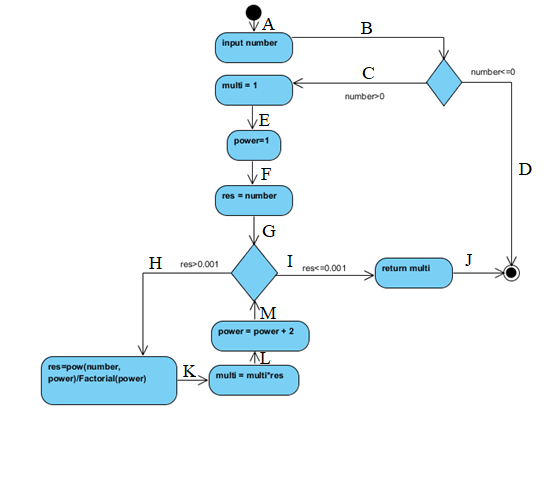 A
input number
B
number<=0
C
multi = 1
number>0
E
power=1
D
F
res = number
G
H
res>0.001
I
res<=0.001
return multi
J
M
power = power + 2
L
res=pow(number,
power)/Factorial(power)
K
multi = multi*res